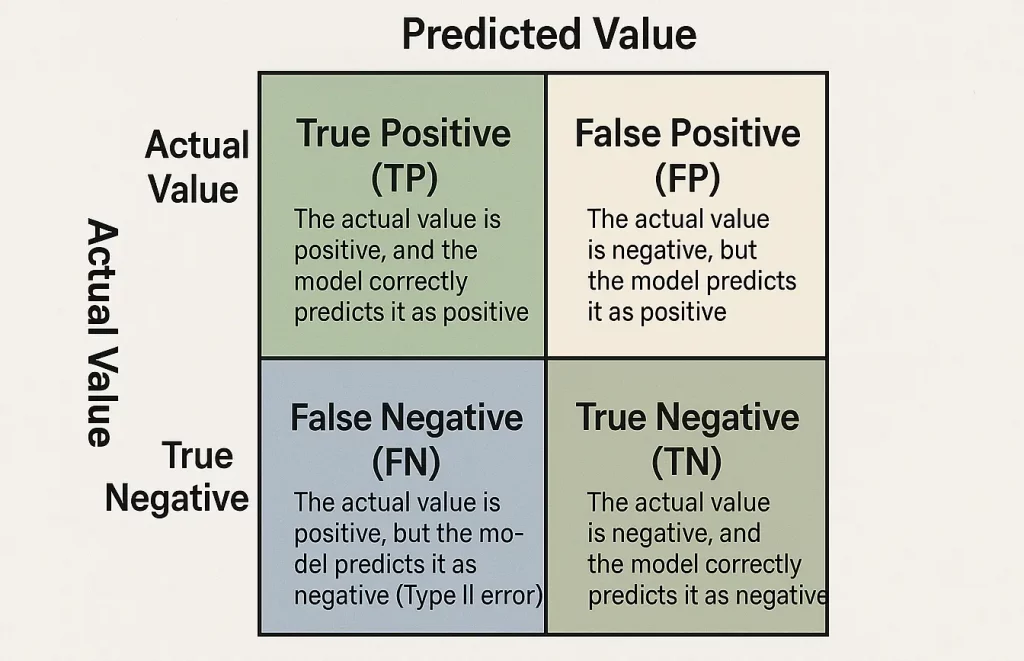 Predicted Value
Actual
Value
Actual Value
True Positive
(TP)
The actual value is
positive, and the
model correctly
predicts it as positive
False Positive
(FP)
The actual value
is negative, but
the model predicts
it as positive
True
Negative
False Negative
(FN)
The actual value is
positive, but the mo-
del predicts it as
negative (Type II error)
True Negative
(TN)
The actual value
is negative, and
the model correctly
predicts it as negative